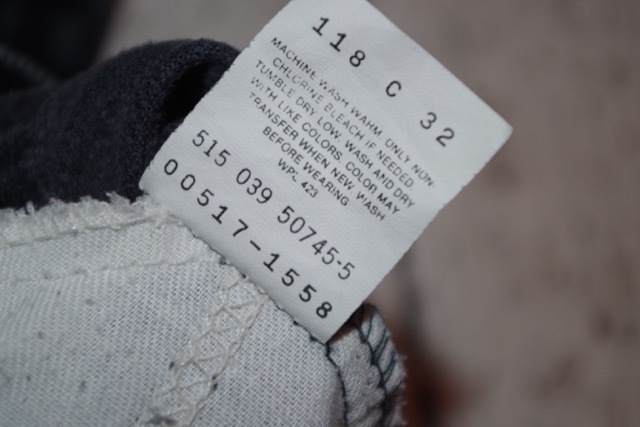 118 C 32
MACHINE WASH WARM. ONLY NON-
CHLORINE BLEACH IF NEEDED.
TUMBLE DRY LOW. WASH AND DRY
WITH LIKE COLORS. COLOR MAY
TRANSFER WHEN NEW. WASH
BEFORE WEARING.
WPL 423
515 039 50745-5
00517-1558